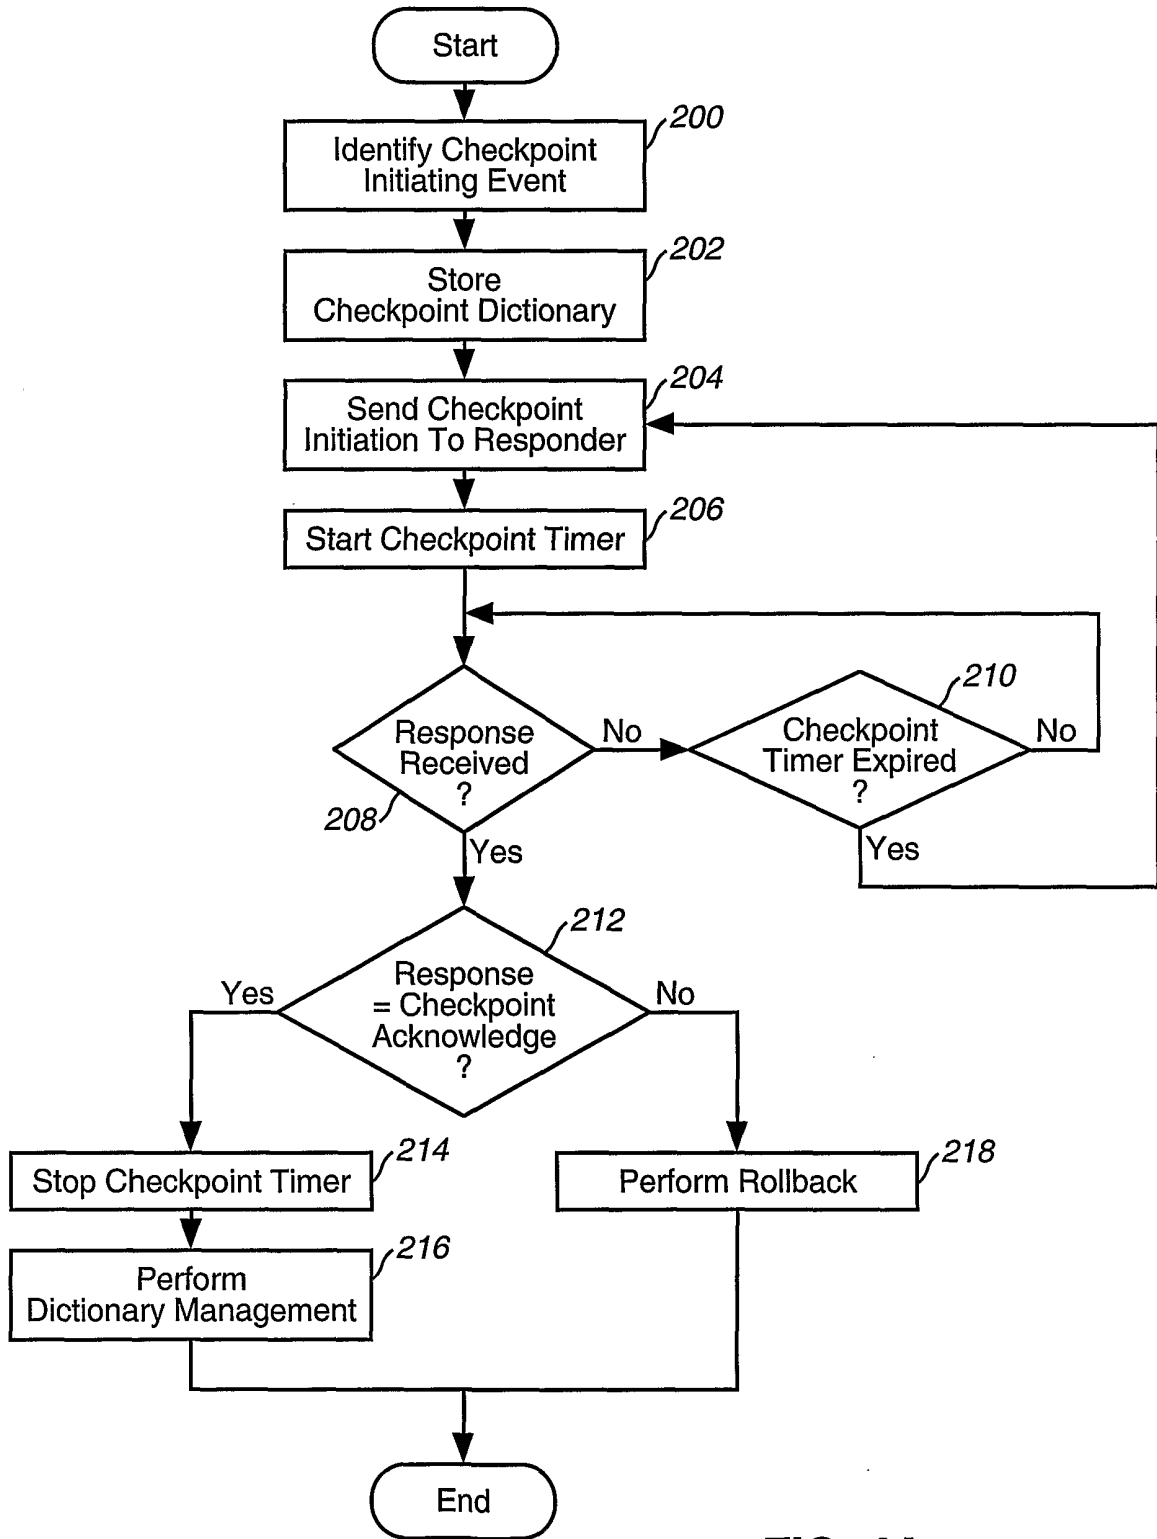 Start
200
Identify Checkpoint
Initiating Event
202
Store
Checkpoint Dictionary
204
Send Checkpoint
Initiation To Responder
206
Start Checkpoint Timer
210
Response
Received
?
No
Checkpoint
Timer Expired
?
No
208
Yes
Yes
212
Response
= Checkpoint
Acknowledge
?
Yes
No
214
Stop Checkpoint Timer
218
Perform Rollback
216
Perform
Dictionary Management
End